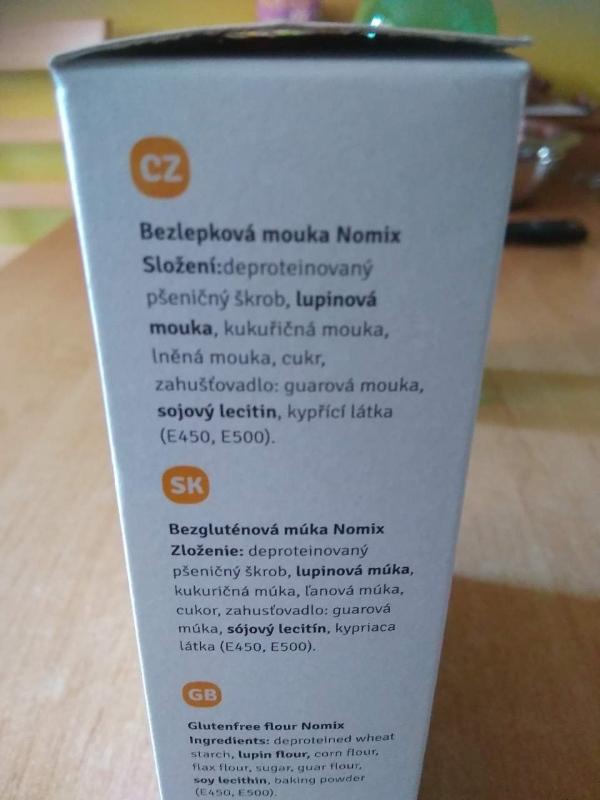 CZ
Bezlepková mouka Nomix
Složení:deproteinovaný
pšeničný škrob, lupinová
mouka, kukuřičná mouka,
lněná mouka, cukr,
zahušťovadlo: guarová mouka,
sojový lecitin, kypřící látka
(E450, E500).
SK
Bezgluténová múka Nomix
Zloženie: deproteinovaný
pšeničný škrob, lupinová múka,
kukuričná múka, ľanová múka,
cukor, zahusťovadlo: guarová
múka, sójový lecitín, kypriaca
látka (E450, E500).
GB
Glutenfree flour Nomix
Ingredients: deproteined wheat
starch, lupin flour, corn flour,
flax flour, sugar, guar flour,
soy lecithin, baking powder
(E450, E500).